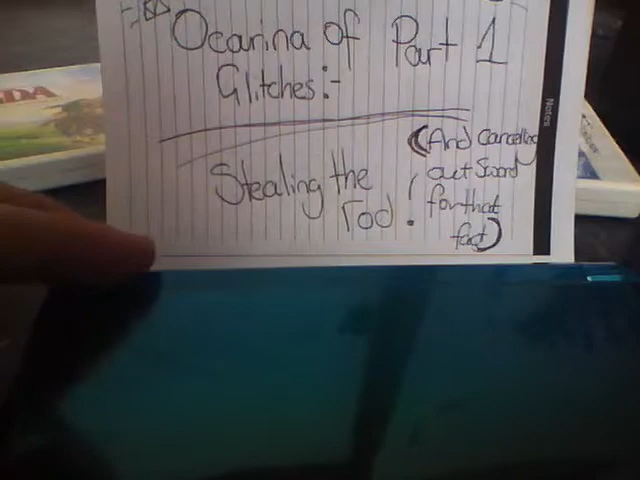 Ocarina of Part 1
Glitches:-
Stealing the
rod!
(And Cancelling
out Sword
for that
fact)
Notes